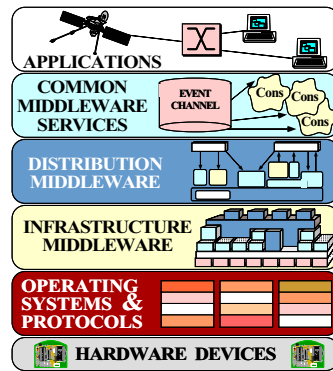 APPLICATIONS
COMMON
MIDDLEWARE
SERVICES
EVENT
CHANNEL
Cons
Cons
Cons
DISTRIBUTION
MIDDLEWARE
INFRASTRUCTURE
MIDDLEWARE
OPERATING
SYSTEMS &
PROTOCOLS
HARDWARE DEVICES